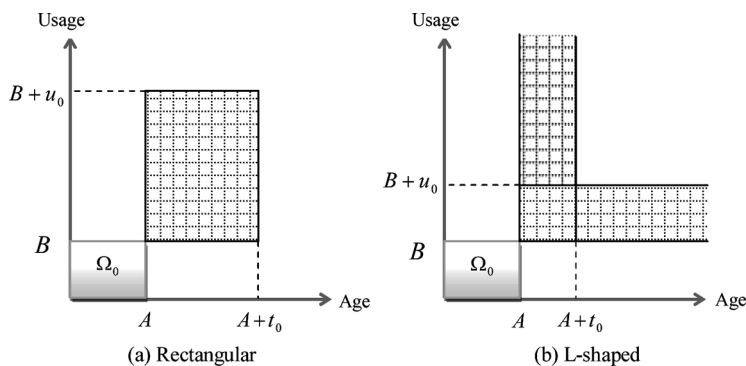 Usage
B + u₀
B
Ω₀
A
A + t₀
Age
(a) Rectangular
Usage
B + u₀
B
Ω₀
A
A + t₀
Age
(b) L-shaped